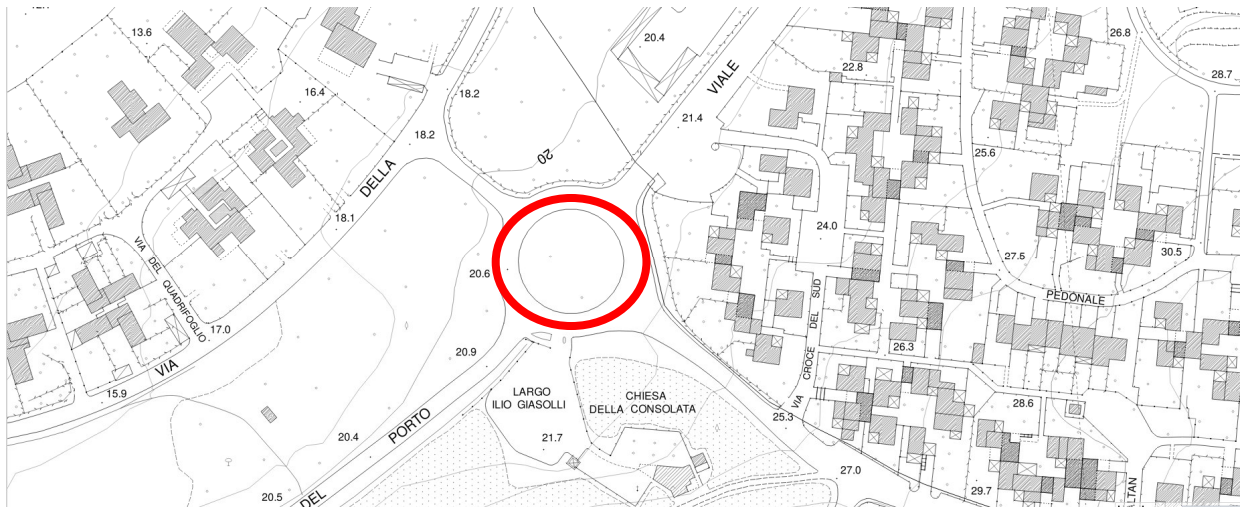 13.6
20.4
26.8
22.8
28.7
VIALE
16.4
18.2
21.4
18.2
20
25.6
DELLA
18.1
24.0
30.5
27.5
VIA DEL QUADRIFOGLIO
20.6
PEDONALE
17.0
VIA CROCE DEL SUD
26.3
20.9
VIA
15.9
LARGO
ILIO GIASOLLI
CHIESA
DELLA CONSOLATA
28.6
25.3
PORTO
20.4
21.7
27.0
20.5
DEL
29.7